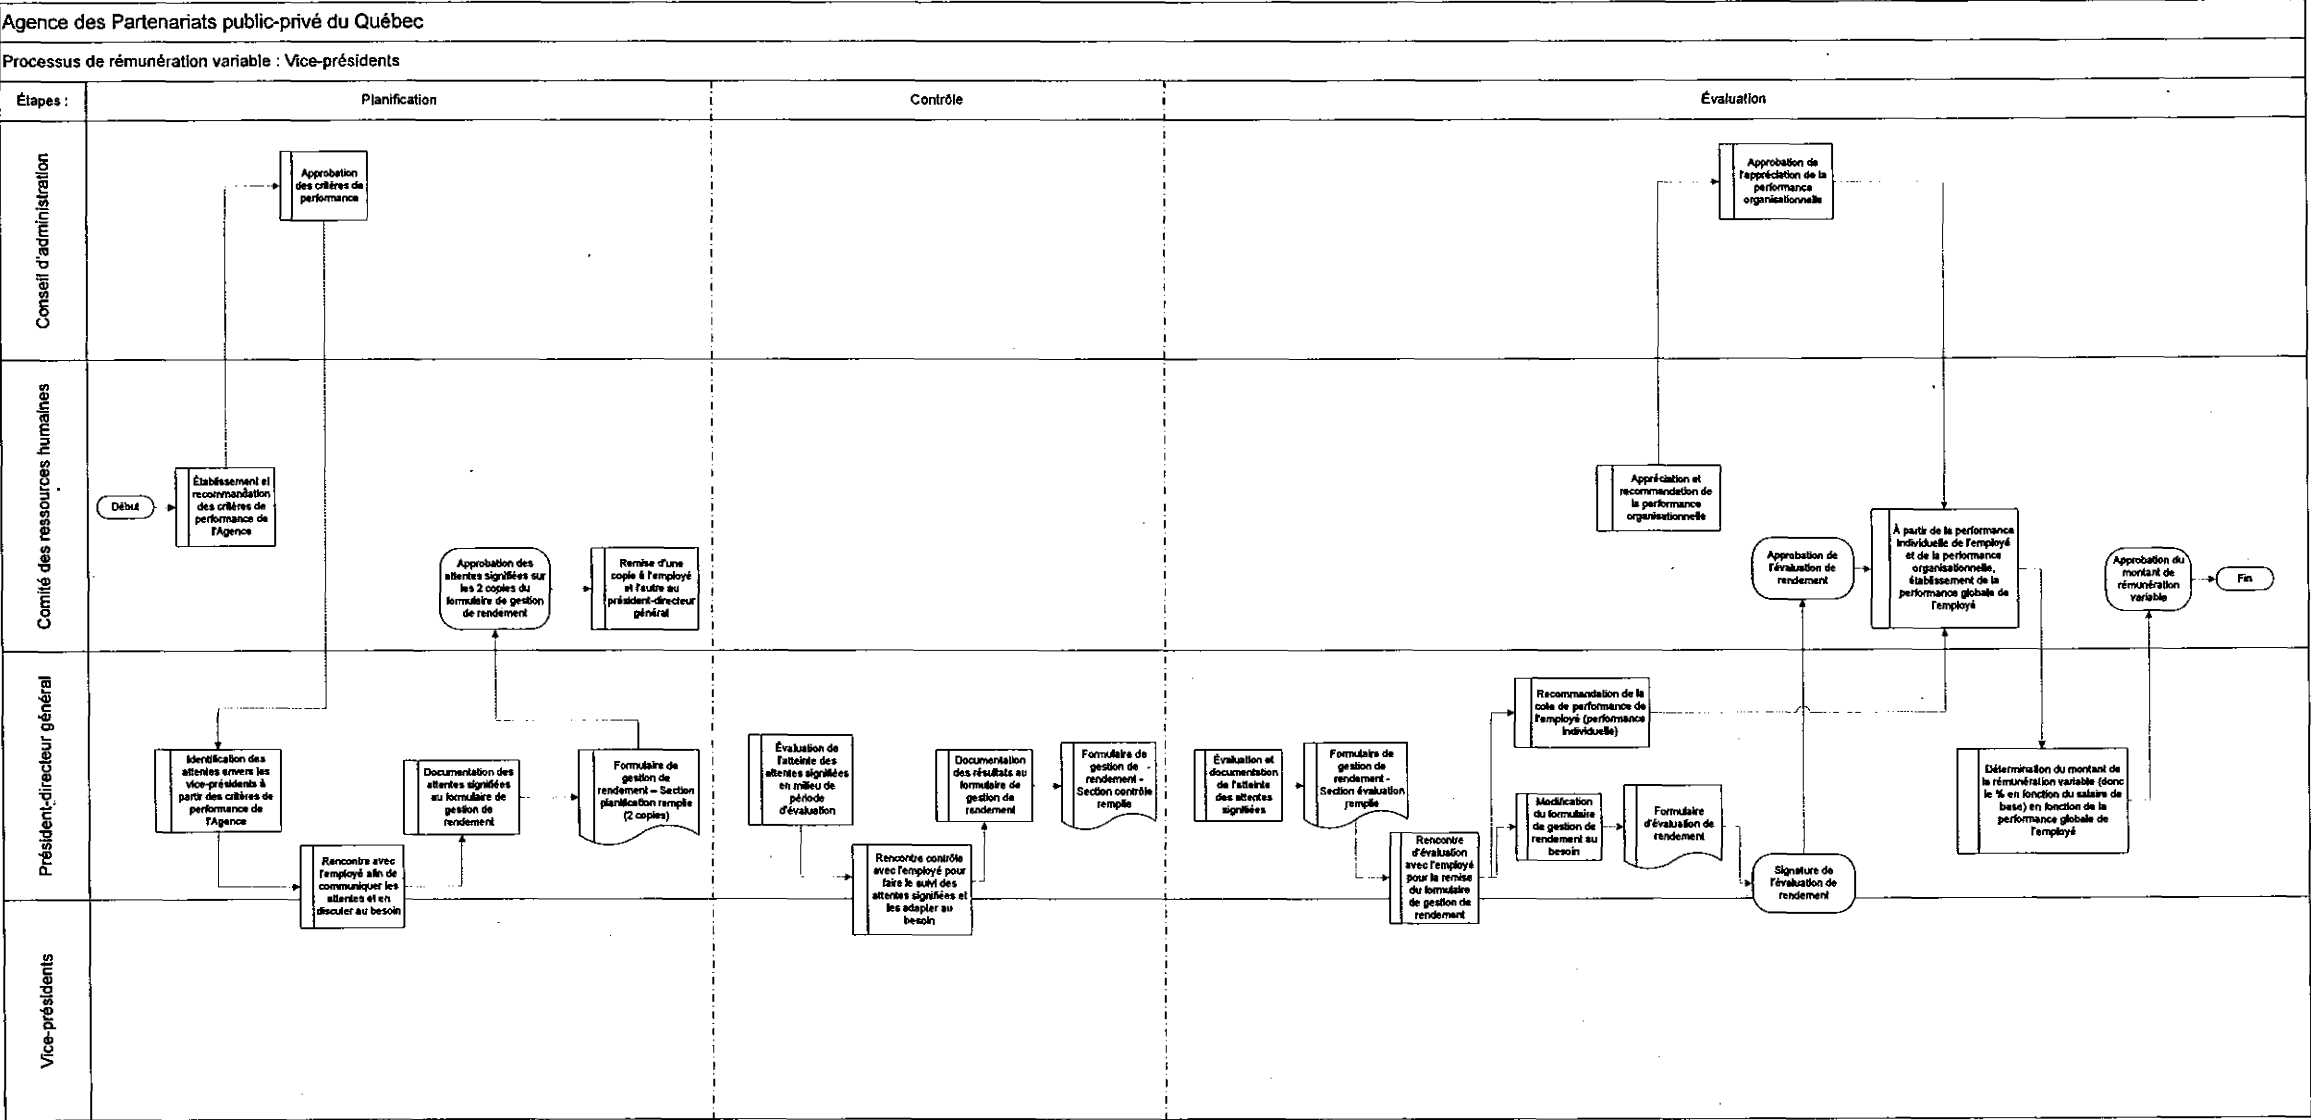 Agence des Partenariats public-privé du Québec
Processus de rémunération variable : Vice-présidents
Étapes :
Planification
Contrôle
Évaluation
Conseil d'administration
Approbation
des critères de
performance
Approbation de
l'appréciation de la
performance
organisationnelle
Comité des ressources humaines
Début
Établissement et
recommandation
des critères de
performance de
l'Agence
Approbation des
attentes signifiées sur
les 2 copies du
formulaire de gestion
de rendement
Remise d'une
copie à l'employé
et l'autre au
président-directeur
général
Appréciation et
recommandation de
la performance
organisationnelle
Approbation de
l'évaluation de
rendement
À partir de la performance
individuelle de l'employé
et de la performance
organisationnelle,
établissement de la
performance globale de
l'employé
Approbation du
montant de
rémunération
variable
Fin
Président-directeur général
Identification des
attentes envers les
vice-présidents à
partir des critères de
performance de
l'Agence
Rencontre avec
l'employé afin de
communiquer les
attentes et en
discuter au besoin
Documentation des
attentes signifiées
au formulaire de
gestion de
rendement
Formulaire de
gestion de
rendement – Section
planification remplie
(2 copies)
Évaluation de
l'atteinte des
attentes signifiées
en milieu de
période
d'évaluation
Rencontre contrôle
avec l'employé pour
faire le suivi des
attentes signifiées et
les adapter au
besoin
Documentation
des résultats au
formulaire de
gestion de
rendement
Formulaire de
gestion de
rendement -
Section contrôle
remplie
Évaluation et
documentation
de l'atteinte
des attentes
signifiées
Formulaire de
gestion de
rendement -
Section évaluation
remplie
Rencontre
d'évaluation
avec l'employé
pour la remise
du formulaire
de gestion de
rendement
Recommandation de la
cote de performance de
l'employé (performance
individuelle)
Modification
du formulaire
de gestion de
rendement au
besoin
Formulaire
d'évaluation de
rendement
Signature de
l'évaluation de
rendement
Détermination du montant de
la rémunération variable (donc
le % en fonction du salaire de
base) en fonction de la
performance globale de
l'employé
Vice-présidents